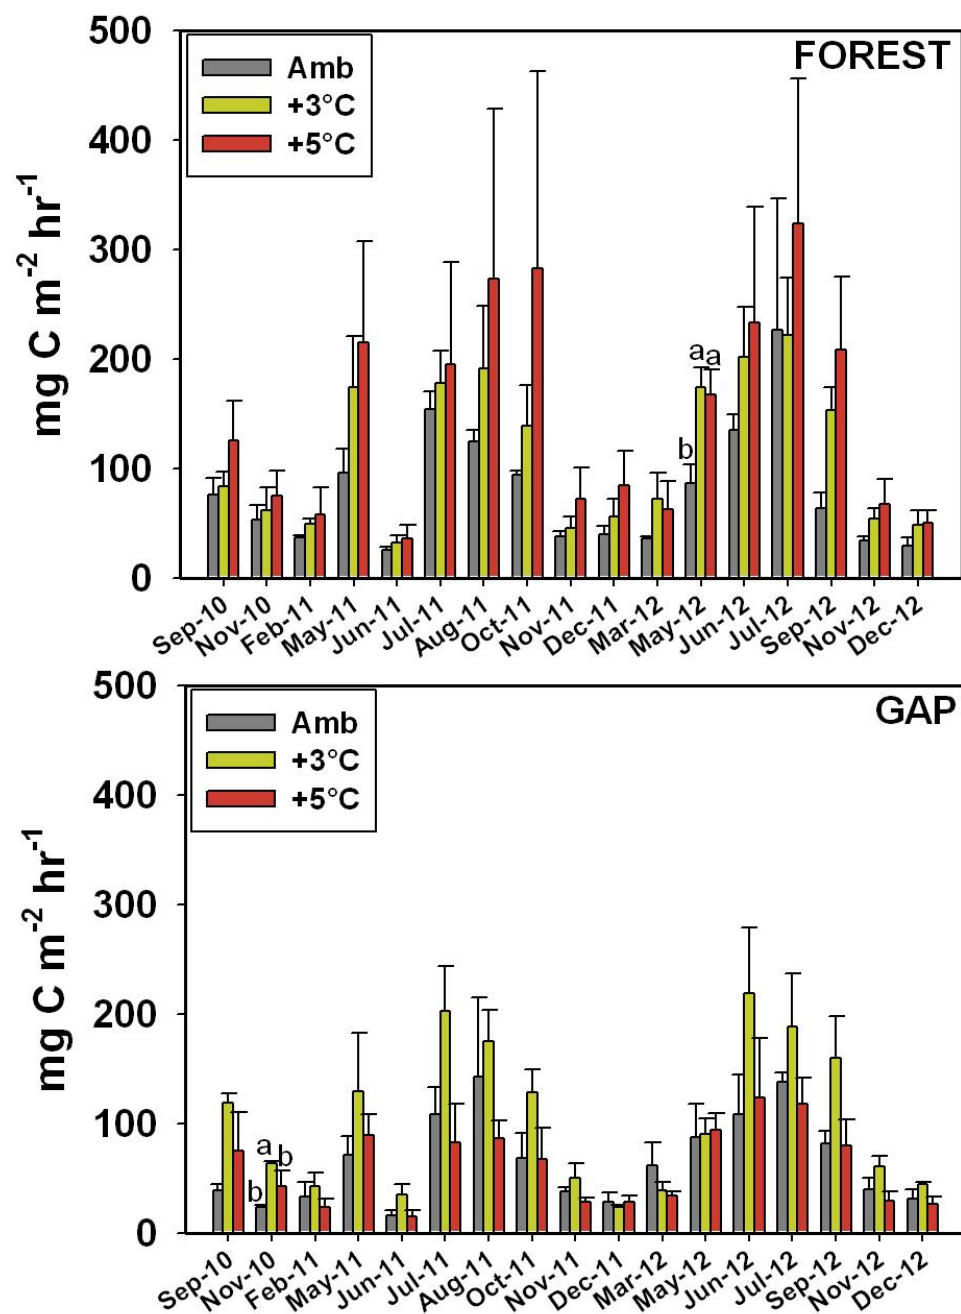 500
FOREST
Amb
+3°C
+5°C
400
300
200
100
0
mg C m-2 hr-1
a a
b
Sep-10
Nov-10
Feb-11
May-11
Jun-11
Jul-11
Aug-11
Oct-11
Nov-11
Dec-11
Mar-12
May-12
Jun-12
Jul-12
Sep-12
Nov-12
Dec-12
500
GAP
Amb
+3°C
+5°C
400
300
200
100
0
mg C m-2 hr-1
a
b
b
Sep-10
Nov-10
Feb-11
May-11
Jun-11
Jul-11
Aug-11
Oct-11
Nov-11
Dec-11
Mar-12
May-12
Jun-12
Jul-12
Sep-12
Nov-12
Dec-12